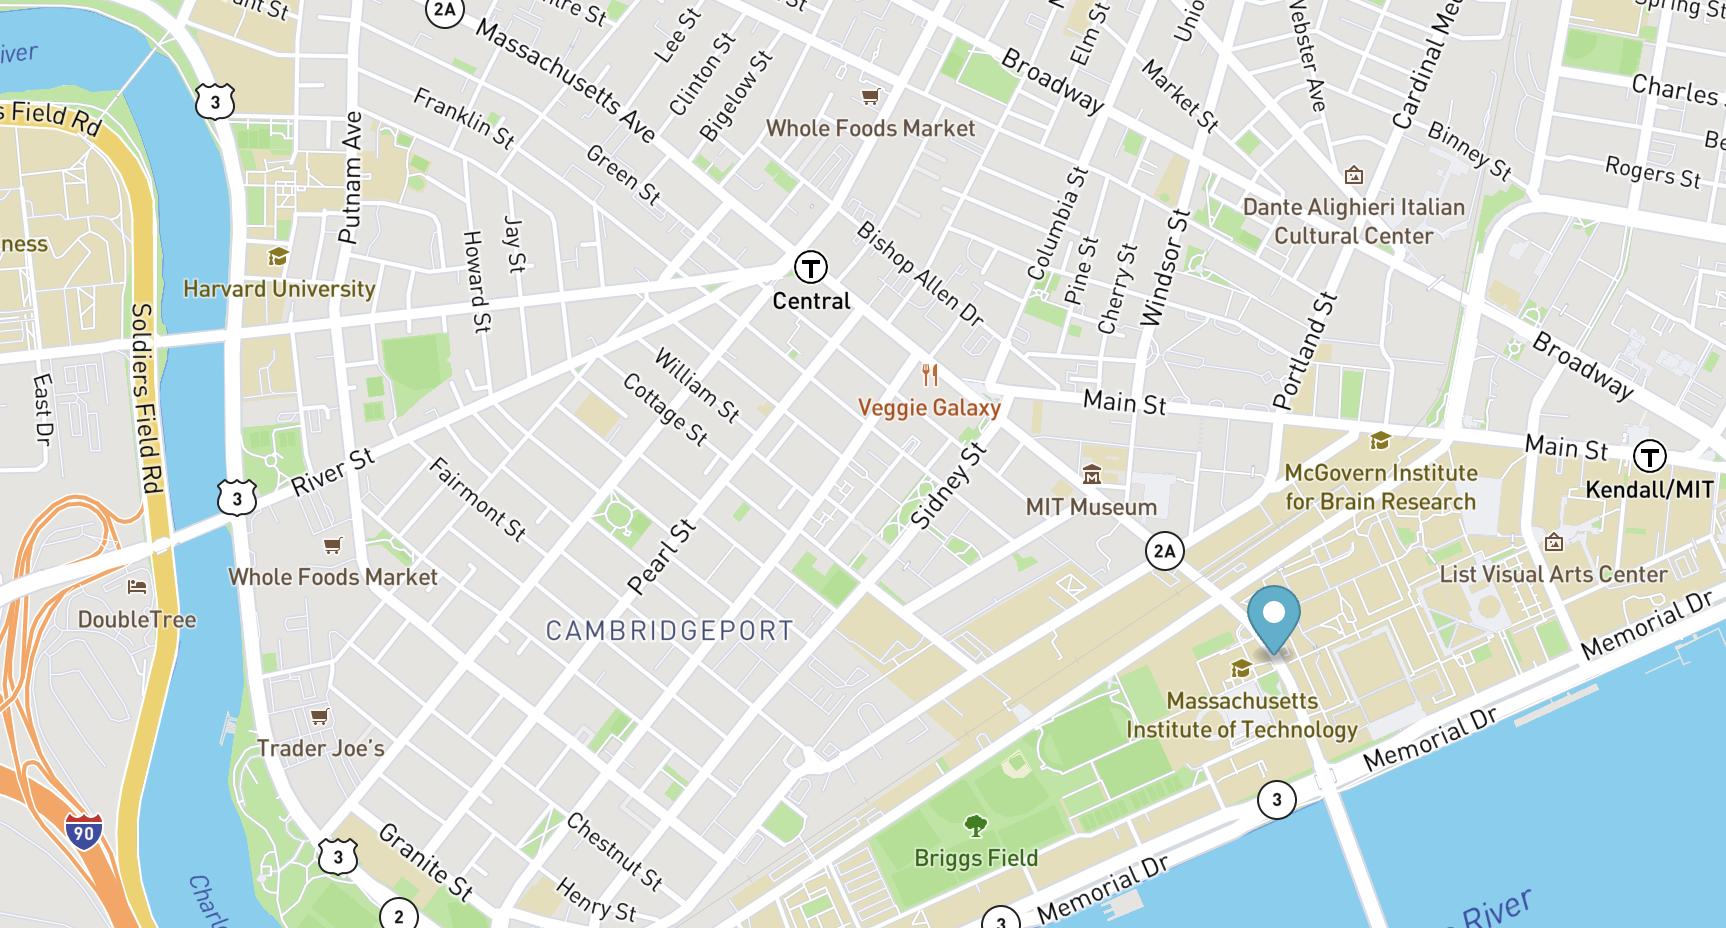 2A
Lee St
Clinton St
Bigelow St
Massachusetts Ave
Broadway
Elm St
Market St
Cardinal Me
Spring St
Charles
River
3
s Field Rd
Putnam Ave
Franklin St
Green St
Whole Foods Market
Webster Ave
Binney St
Rogers St
Dante Alighieri Italian
Cultural Center
ness
Harvard University
Howard St
Jay St
Central
Bishop Allen Dr
Columbia St
Pine St
Cherry St
Windsor St
Portland St
Broadway
Soldiers Field Rd
East Dr
William St
Cottage St
Veggie Galaxy
Main St
Main St
Kendall/MIT
McGovern Institute
for Brain Research
River St
3
Fairmont St
Sidney St
MIT Museum
2A
List Visual Arts Center
Whole Foods Market
DoubleTree
Pearl St
CAMBRIDGEPORT
Memorial Dr
Massachusetts
Institute of Technology
Memorial Dr
Trader Joe's
3
90
3
Granite St
Chestnut St
Henry St
Briggs Field
Memorial Dr
2
3
River